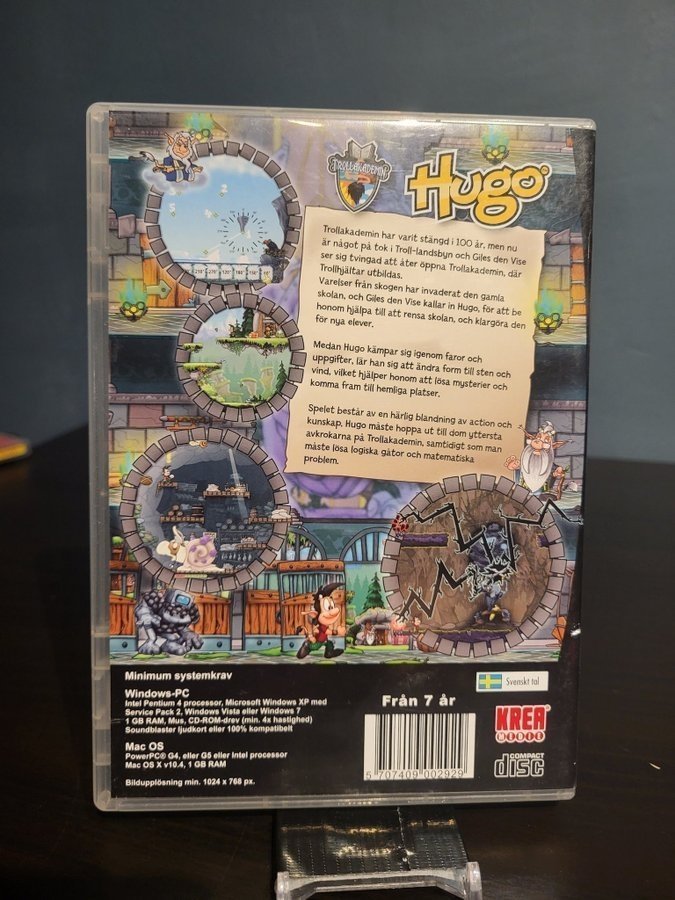 TROLLAKADEMIN
Hugo
Trollakademin har varit stängd i 100 år, men nu
är något på tok i Troll-landsbyn och Giles den Vise
ser sig tvingad att åter öppna Trollakademin, där
Trollhjältar utbildas.
Varelser från skogen har invaderat den gamla
skolan, och Giles den Vise kallar in Hugo, för att be
honom hjälpa till att rensa skolan, och klargöra den
för nya elever.
Medan Hugo kämpar sig igenom faror och
uppgifter, lär han sig att ändra form till sten och
vind, vilket hjälper honom att lösa mysterier och
komma fram till hemliga platser.
Spelet består av en härlig blandning av action och
kunskap. Hugo måste hoppa ut till dom yttersta
avkrokarna på Trollakademin, samtidigt som man
måste lösa logiska gåtor och matematiska
problem.
Minimum systemkrav
Windows-PC
Intel Pentium 4 processor, Microsoft Windows XP med
Service Pack 2, Windows Vista eller Windows 7
1 GB RAM, Mus, CD-ROM-drev (min. 4x hastighed)
Soundblaster ljudkort eller 100% kompatibelt
Mac OS
PowerPC® G4, eller G5 eller Intel processor
Mac OS X v10.4, 1 GB RAM
Bildupplösning min. 1024 x 768 px.
Från 7 år
5 707409 002929
Svenskt tal
KREA
MEDIE
COMPACT
disc